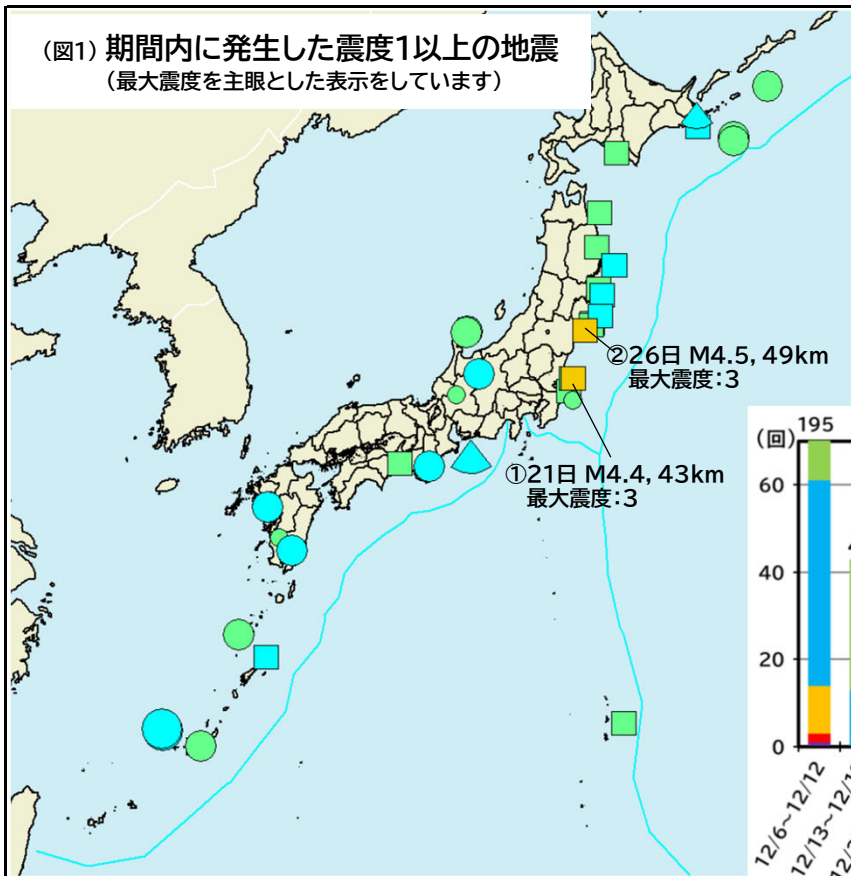 (図1) 期間内に発生した震度1以上の地震
(最大震度を主眼とした表示をしています)
②26日 M4.5, 49km
最大震度:3
①21日 M4.4, 43km
最大震度:3
195
(回)
60
40
20
0
12/6~12/12